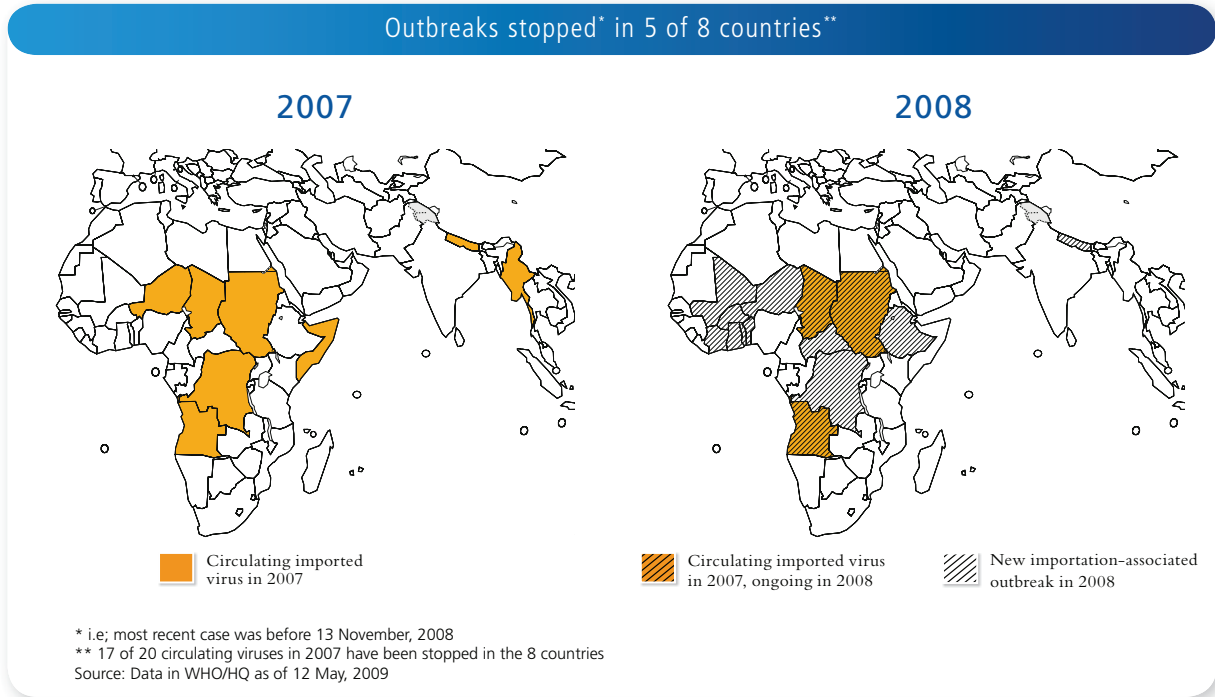 Outbreaks stopped* in 5 of 8 countries**
2007
2008
Circulating imported
virus in 2007
Circulating imported virus
in 2007, ongoing in 2008
New importation-associated
outbreak in 2008
* i.e; most recent case was before 13 November, 2008
** 17 of 20 circulating viruses in 2007 have been stopped in the 8 countries
Source: Data in WHO/HQ as of 12 May, 2009